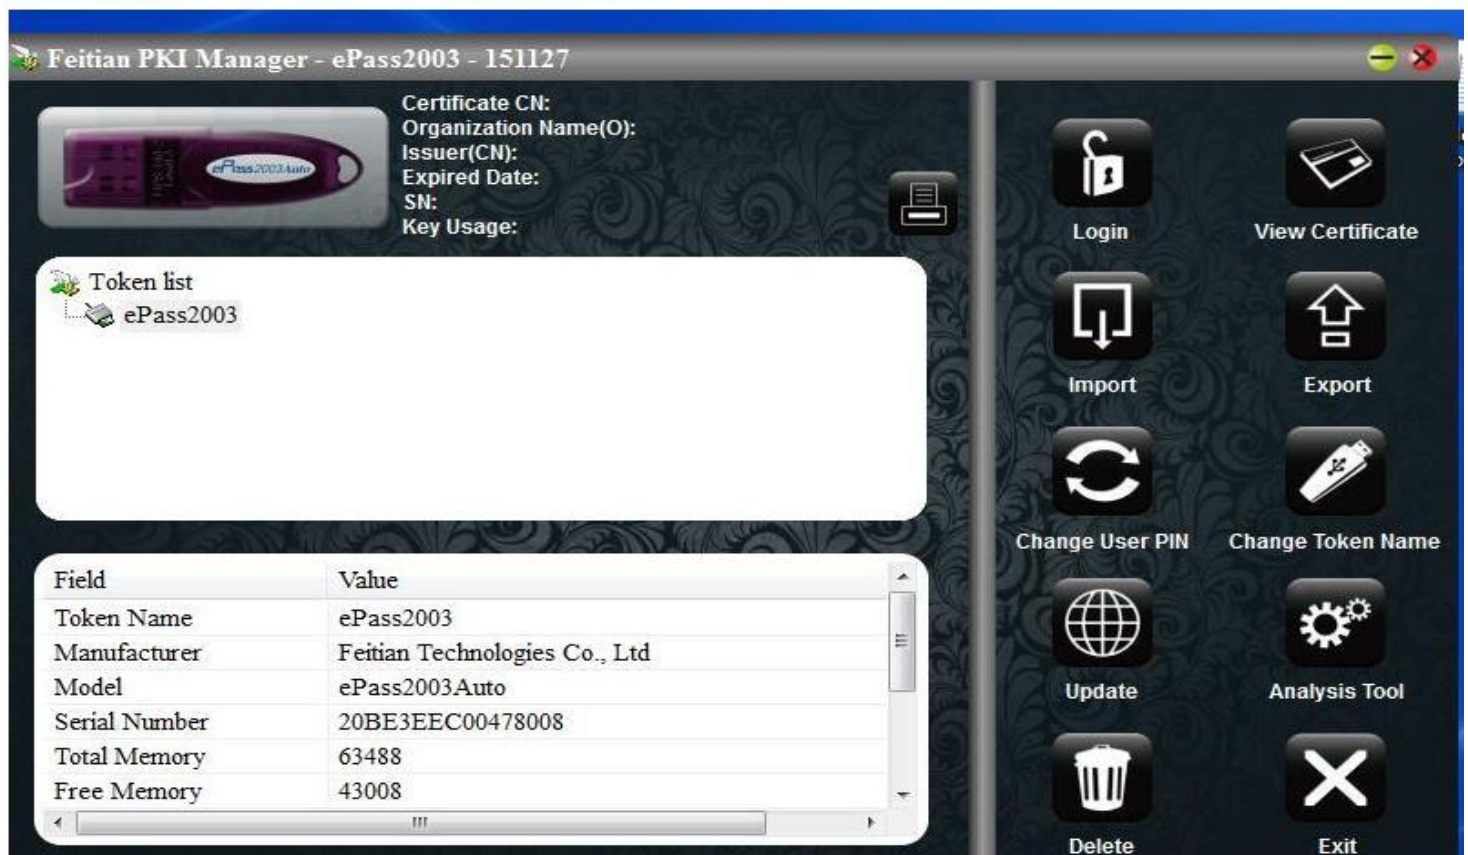 Feitian PKI Manager - ePass2003 - 151127
Certificate CN:
Organization Name(O):
Issuer(CN):
Expired Date:
SN:
Key Usage:
ePass2003Auto
Token list
ePass2003
Field Value
Token Name ePass2003
Manufacturer Feitian Technologies Co., Ltd
Model ePass2003Auto
Serial Number 20BE3EEC00478008
Total Memory 63488
Free Memory 43008
Login View Certificate
Import Export
Change User PIN Change Token Name
Update Analysis Tool
Delete Exit